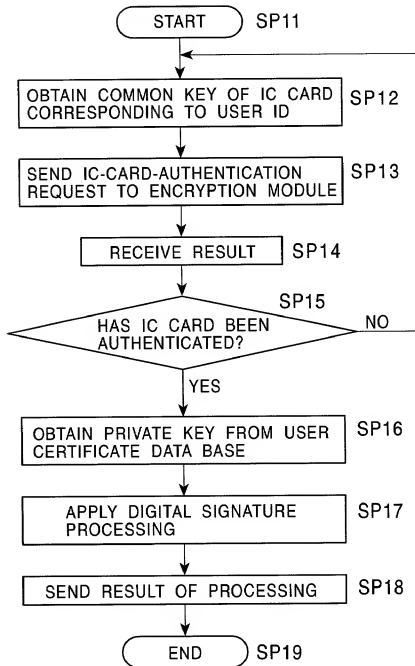 START SP11
OBTAIN COMMON KEY OF IC CARD
CORRESPONDING TO USER ID
SP12
SEND IC-CARD-AUTHENTICATION
REQUEST TO ENCRYPTION MODULE
SP13
RECEIVE RESULT SP14
SP15
HAS IC CARD BEEN
AUTHENTICATED?
NO
YES
OBTAIN PRIVATE KEY FROM USER
CERTIFICATE DATA BASE
SP16
APPLY DIGITAL SIGNATURE
PROCESSING
SP17
SEND RESULT OF PROCESSING SP18
END SP19